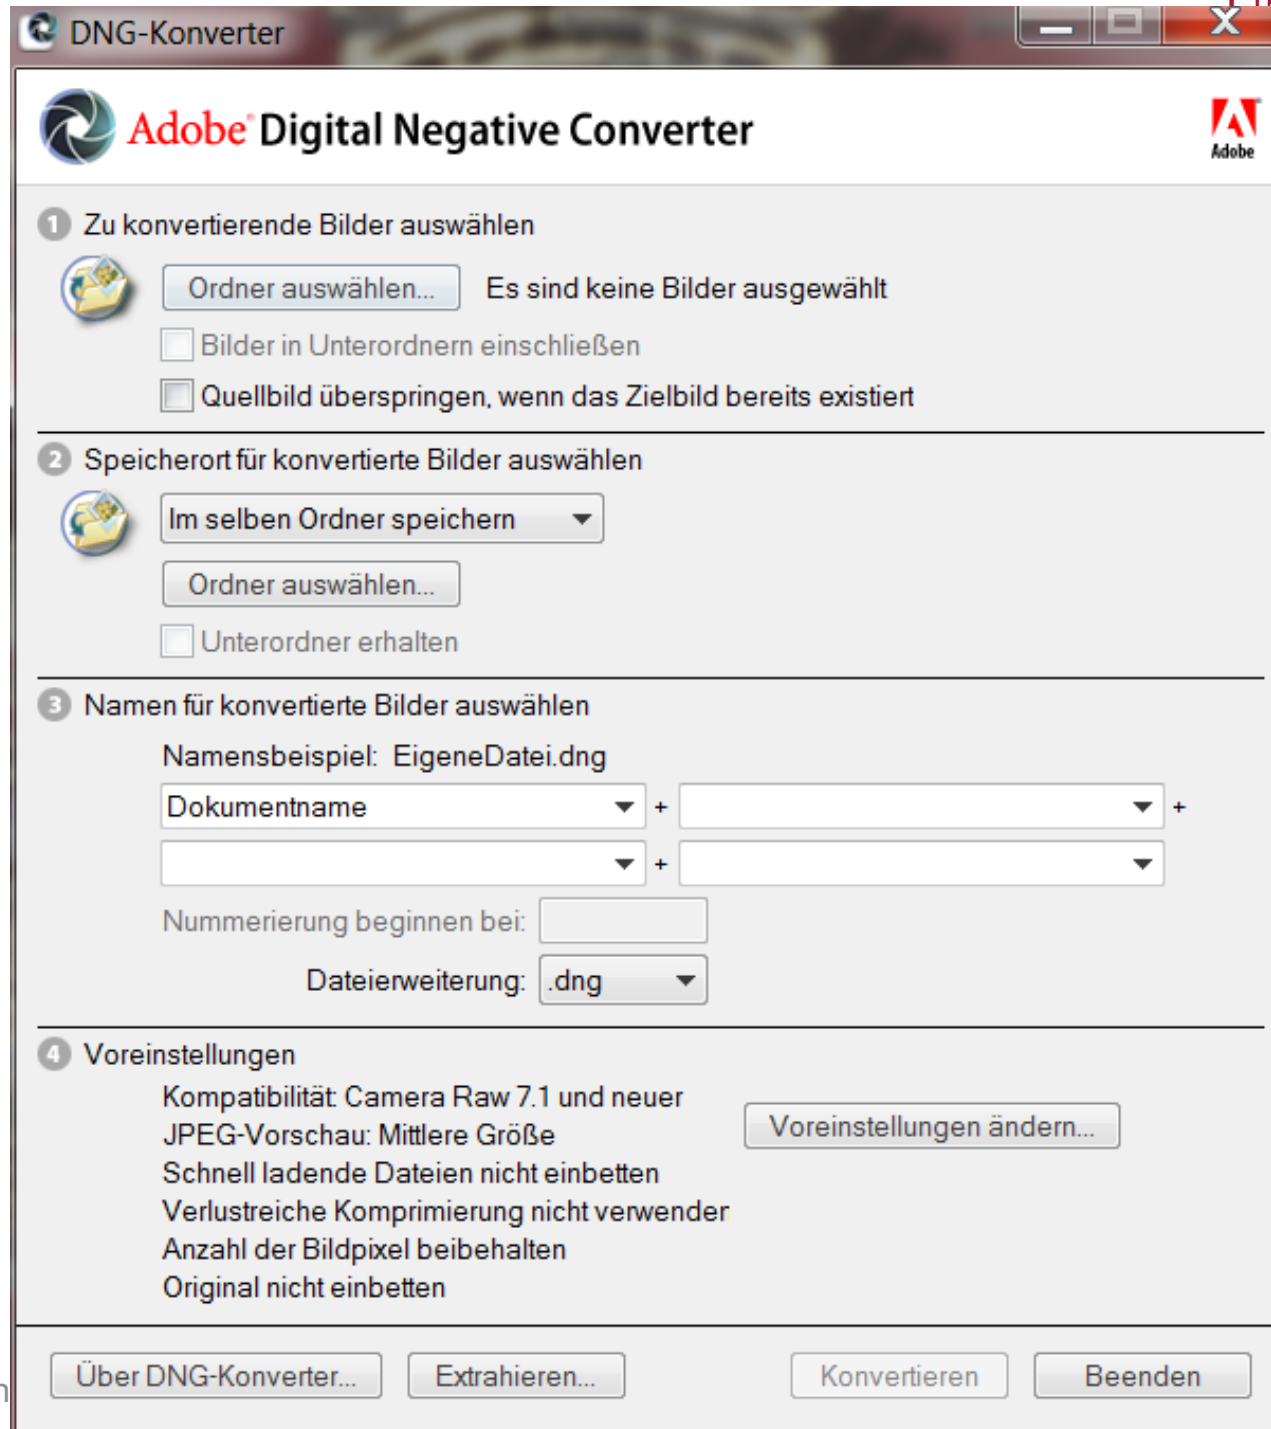 DNG-Konverter
Adobe® Digital Negative Converter
Adobe
1 Zu konvertierende Bilder auswählen
Ordner auswählen... Es sind keine Bilder ausgewählt
Bilder in Unterordnern einschließen
Quellbild überspringen, wenn das Zielbild bereits existiert
2 Speicherort für konvertierte Bilder auswählen
Im selben Ordner speichern
Ordner auswählen...
Unterordner erhalten
3 Namen für konvertierte Bilder auswählen
Namensbeispiel: EigeneDatei.dng
Dokumentname + +
+
Nummerierung beginnen bei:
Dateierweiterung: .dng
4 Voreinstellungen
Kompatibilität: Camera Raw 7.1 und neuer
Voreinstellungen ändern...
JPEG-Vorschau: Mittlere Größe
Schnell ladende Dateien nicht einbetten
Verlustreiche Komprimierung nicht verwenden
Anzahl der Bildpixel beibehalten
Original nicht einbetten
Über DNG-Konverter... Extrahieren... Konvertieren Beenden